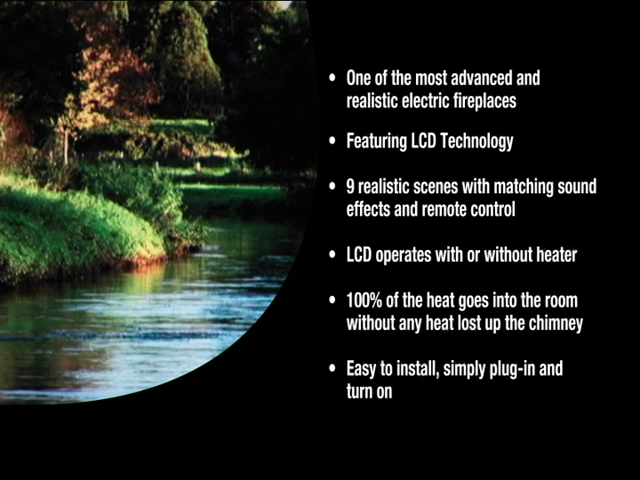 • One of the most advanced and
realistic electric fireplaces
• Featuring LCD Technology
• 9 realistic scenes with matching sound
effects and remote control
• LCD operates with or without heater
• 100% of the heat goes into the room
without any heat lost up the chimney
• Easy to install, simply plug-in and
turn on